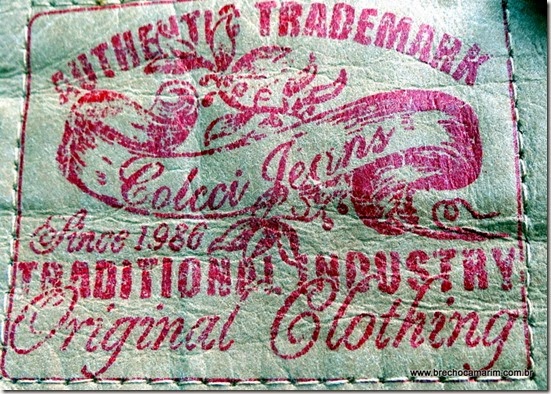 AUTHENTIC TRADEMARK
Colcci Jeans
Since 1986
TRADITIONAL INDUSTRY
Original Clothing
www.brechocamarim.com.br